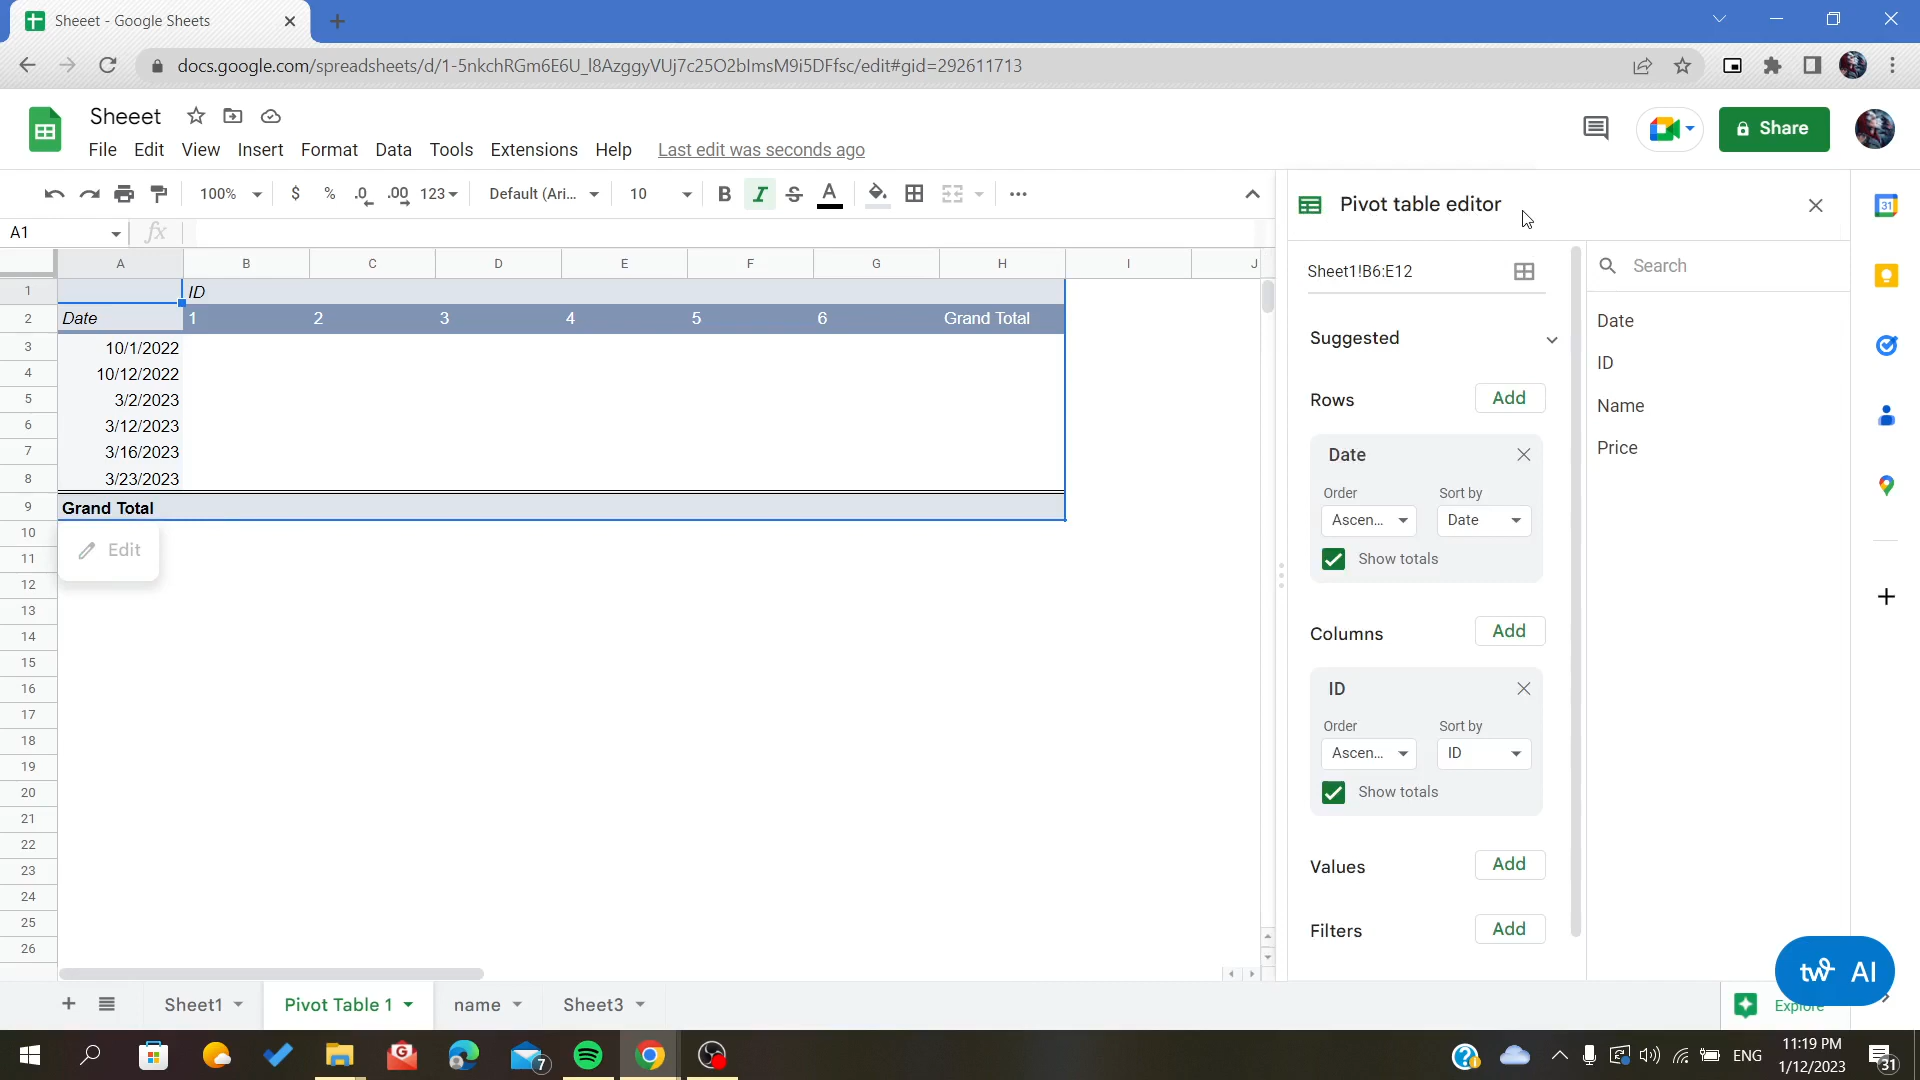 Sheeet - Google Sheets
docs.google.com/spreadsheets/d/1-5nkchRGm6E6U_I8AzggyVUj7c25O2bImsM9i5DFfsc/edit#gid=292611713
Sheeet
File Edit View Insert Format Data Tools Extensions Help Last edit was seconds ago
Share
100% $ % .0 .00 123 Default (Ari... 10 B I S A
Pivot table editor
31
A1 fx
A B C D E F G H I J
Sheet1!B6:E12
Search
1 ID
2 Date 1 2 3 4 5 6 Grand Total
3 10/1/2022
4 10/12/2022
5 3/2/2023
6 3/12/2023
7 3/16/2023
8 3/23/2023
9 Grand Total
10
11
12
13
14
15
16
17
18
19
20
21
22
23
24
25
26
Edit
Suggested
Rows Add
Date
Order Sort by
Ascen... Date
Show totals
Columns Add
ID
Order Sort by
Ascen... ID
Show totals
Values Add
Filters Add
Date
ID
Name
Price
AI
Explore
Sheet1 Pivot Table 1 name Sheet3
7
ENG
11:19 PM
1/12/2023
31